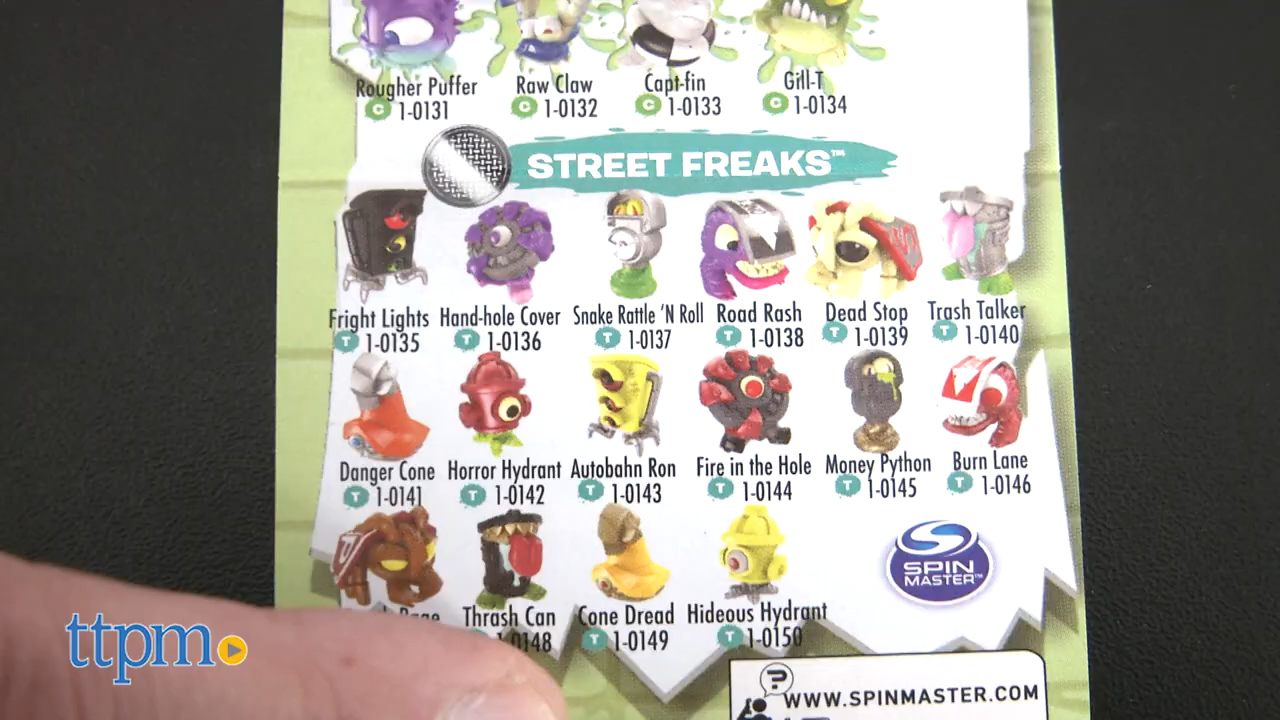 Rougher Puffer Raw Claw Capt-fin Gill-T
C 1-0131 C 1-0132 C 1-0133 C 1-0134
STREET FREAKS™
Fright Lights Hand-hole Cover Snake Rattle 'N Roll Road Rash Dead Stop Trash Talker
T 1-0135 T 1-0136 T 1-0137 T 1-0138 T 1-0139 T 1-0140
Danger Cone Horror Hydrant Autobahn Ron Fire in the Hole Money Python Burn Lane
T 1-0141 T 1-0142 T 1-0143 T 1-0144 T 1-0145 T 1-0146
Thrash Can Cone Dread Hideous Hydrant
1-0148 T 1-0149 T 1-0150
SPIN
MASTER™
ttpm
?
WWW.SPINMASTER.COM